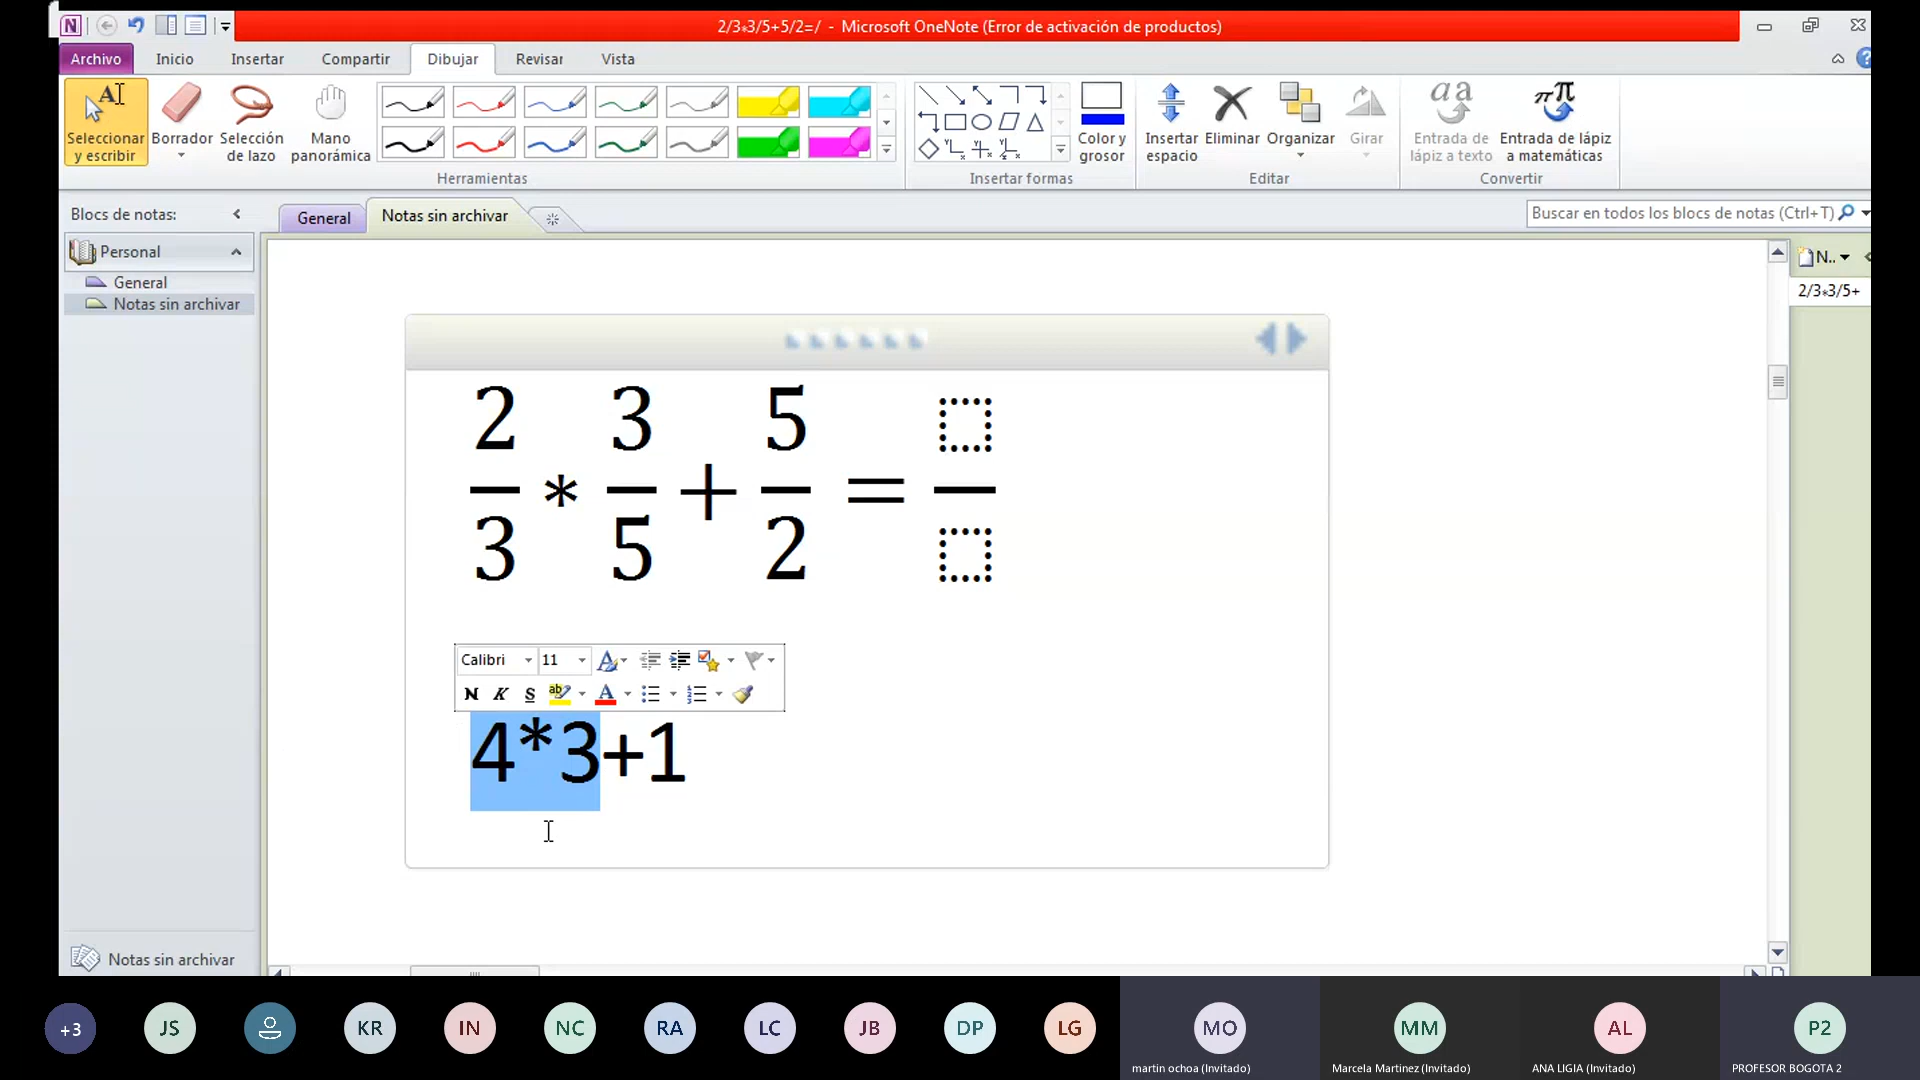 2/3*3/5+5/2=/ - Microsoft OneNote (Error de activación de productos)
Archivo Inicio Insertar Compartir Dibujar Revisar Vista
Seleccionar y escribir
Borrador
Selección de lazo
Mano panorámica
Color y grosor
Insertar espacio
Eliminar
Organizar
Girar
Entrada de lápiz a texto
Entrada de lápiz a matemáticas
Herramientas Insertar formas Editar Convertir
Blocs de notas:
General Notas sin archivar
Buscar en todos los blocs de notas (Ctrl+T)
Personal
General
Notas sin archivar
N..
2/3*3/5+
2 3 5
* + =
3 5 2
Calibri 11
N K S ab A
4*3+1
Notas sin archivar
+3 JS KR IN NC RA LC JB DP LG MO MM AL P2
martin ochoa (Invitado) Marcela Martinez (Invitado) ANA LIGIA (Invitado) PROFESOR BOGOTA 2